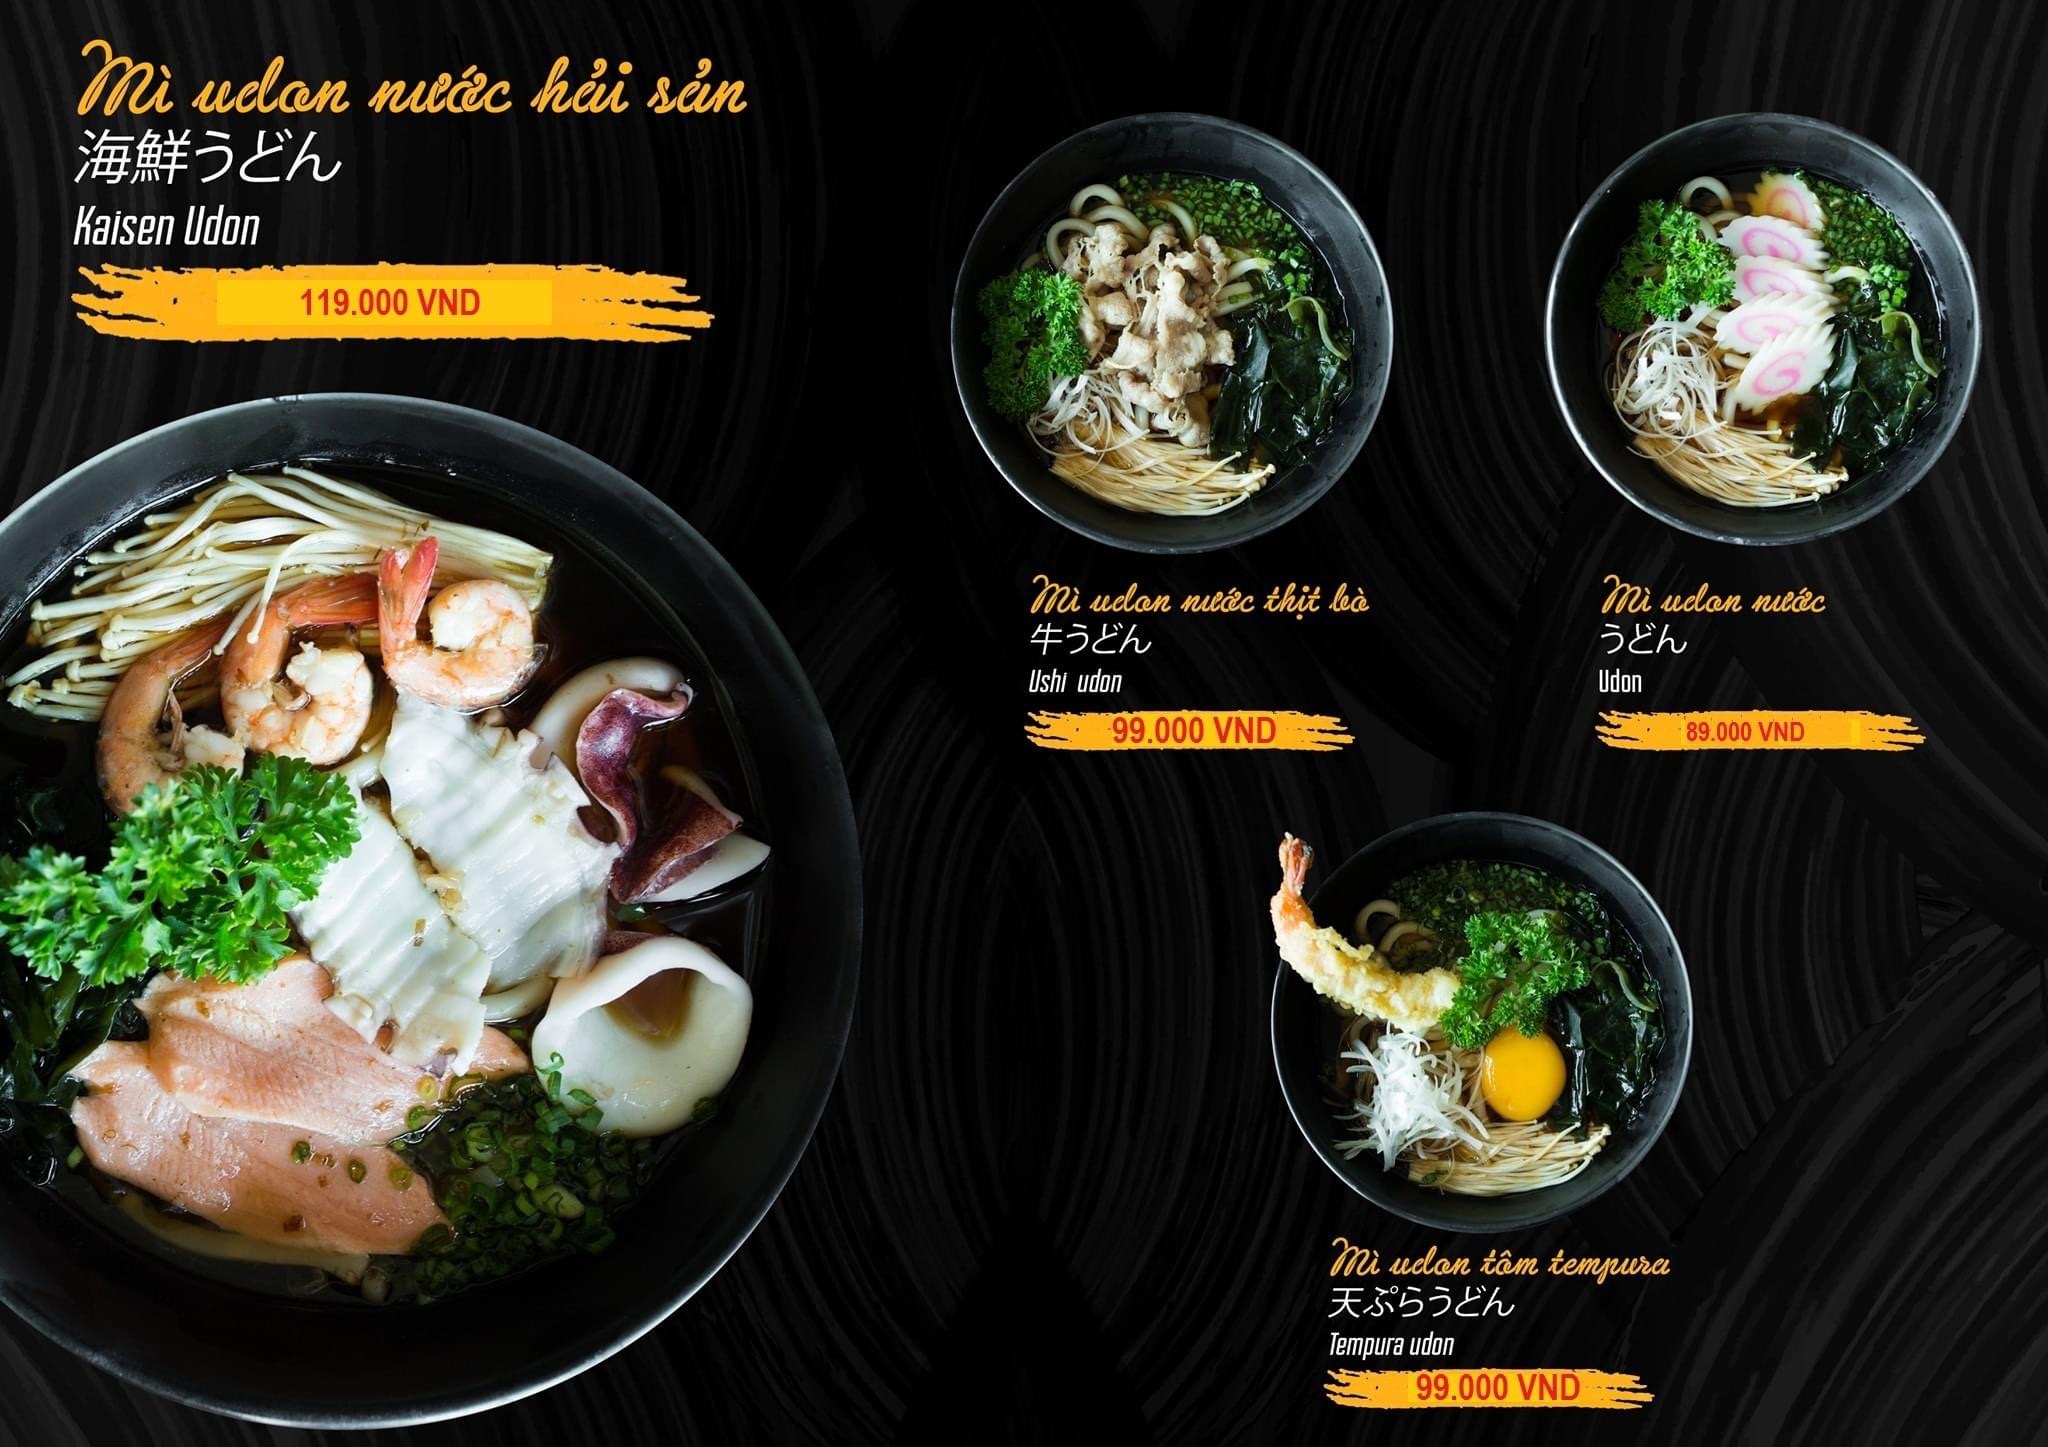 Mì udon nước hải sản
海鮮うどん
Kaisen Udon
119.000 VND
Mì udon nước thịt bò
牛うどん
Ushi udon
99.000 VND
Mì udon nước
うどん
Udon
89.000 VND
Mì udon tôm tempura
天ぷらうどん
Tempura udon
99.000 VND